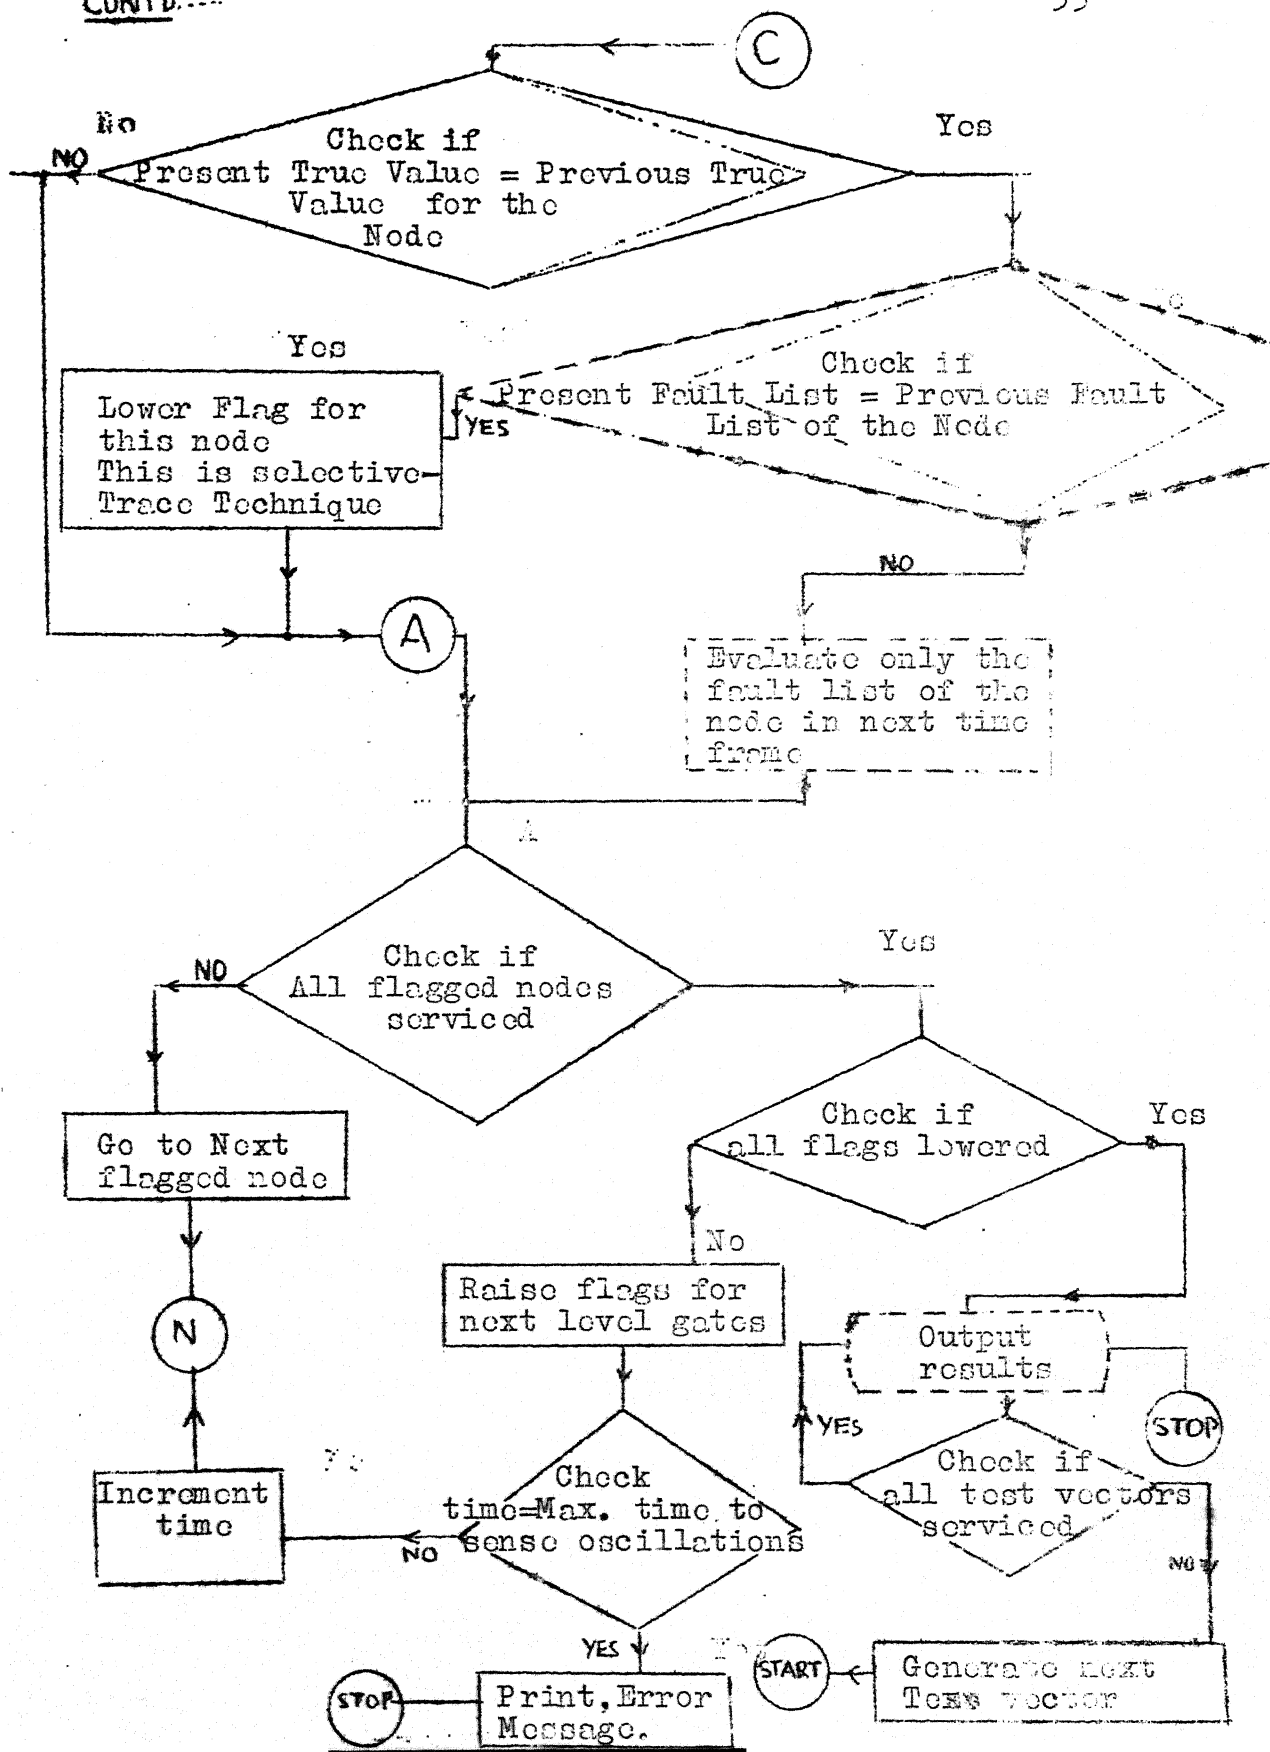 CONTD.....
C
No
NO
Yes
Check if
Present True Value = Previous True
Value for the
Node
Yes
Check if
Present Fault List = Previous Fault
List of the Node
YES
Lower Flag for
this node
This is selective
Trace Technique
NO
A
Evaluate only the
fault list of the
node in next time
frame
A
Yes
NO
Check if
All flagged nodes
serviced
Check if
all flags lowered
Yes
Go to Next
flagged node
No
Raise flags for
next level gates
Output
results
N
YES
STOP
Increment
time
Check
time=Max. time to
sense oscillations
NO
Check if
all test vectors
serviced
NO
YES
START
Generate next
Test vector
STOP
Print, Error
Message.